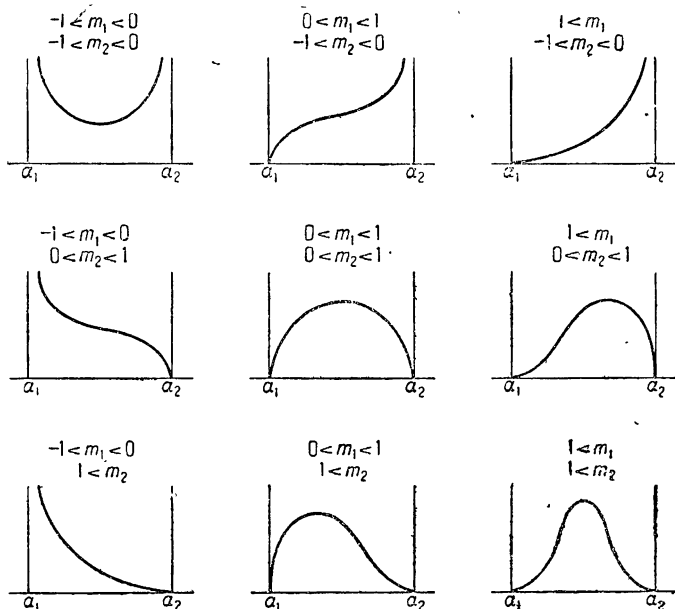 -1 < m₁ < 0
-1 < m₂ < 0
0 < m₁ < 1
-1 < m₂ < 0
1 < m₁
-1 < m₂ < 0
a₁ a₂
a₁ a₂
a₁ a₂
-1 < m₁ < 0
0 < m₂ < 1
0 < m₁ < 1
0 < m₂ < 1
1 < m₁
0 < m₂ < 1
a₁ a₂
a₁ a₂
a₁ a₂
-1 < m₁ < 0
1 < m₂
0 < m₁ < 1
1 < m₂
1 < m₁
1 < m₂
a₁ a₂
a₁ a₂
a₁ a₂